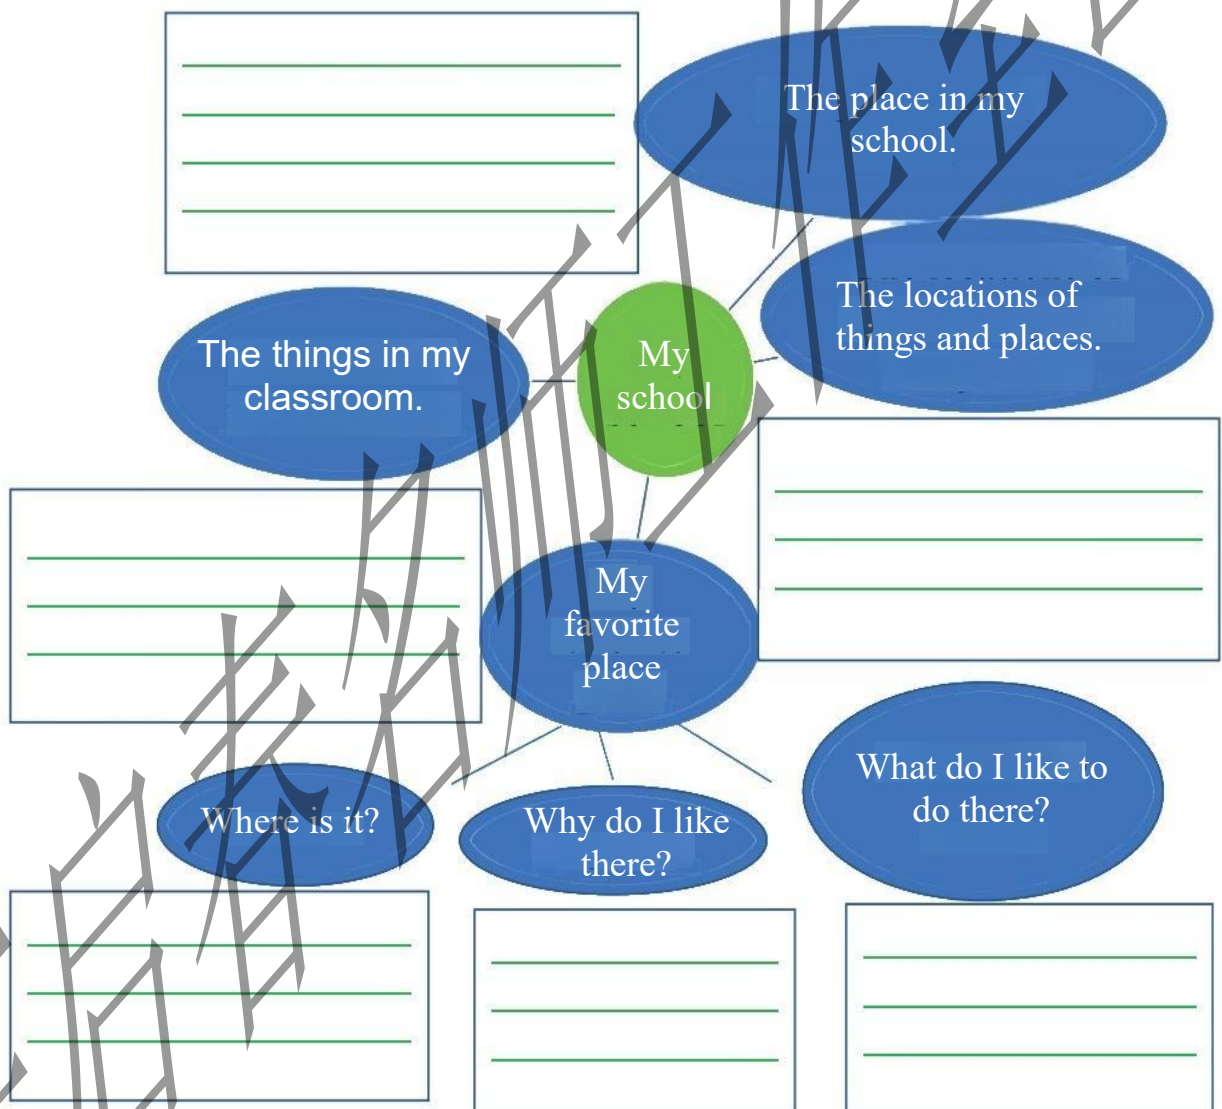 The place in my
school.
The locations of
things and places.
The things in my
classroom.
My
school
My
favorite
place
Where is it?
Why do I like
there?
What do I like to
do there?